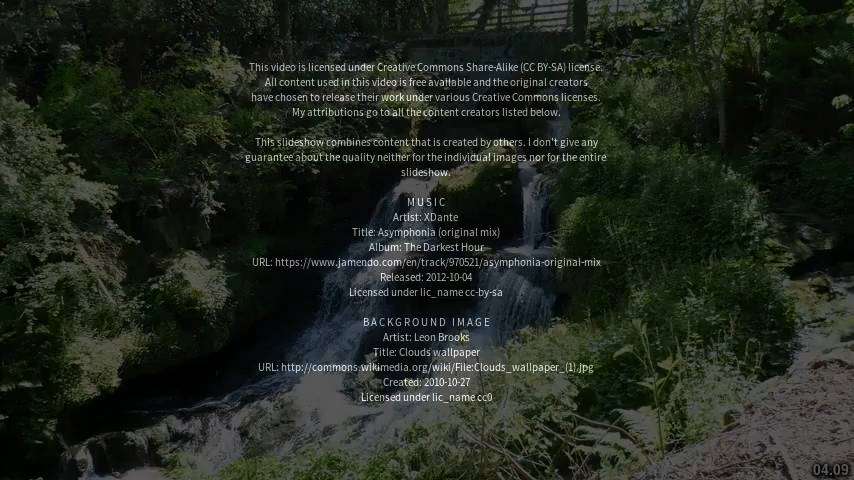 This video is licensed under Creative Commons Share-Alike (CC BY-SA) license.
All content used in this video is free available and the original creators
have chosen to release their work under various Creative Commons licenses.
My attributions go to all the content creators listed below.
This slideshow combines content that is created by others. I don't give any
guarantee about the quality neither for the individual images nor for the entire
slideshow.
MUSIC
Artist: XDante
Title: Asymphonia (original mix)
Album: The Darkest Hour
URL: https://www.jamendo.com/en/track/970521/asymphonia-original-mix
Released: 2012-10-04
Licensed under lic_name cc-by-sa
BACKGROUND IMAGE
Artist: Leon Brooks
Title: Clouds wallpaper
URL: http://commons.wikimedia.org/wiki/File:Clouds_wallpaper_(1).jpg
Created: 2010-10-27
Licensed under lic_name cc0
04.09